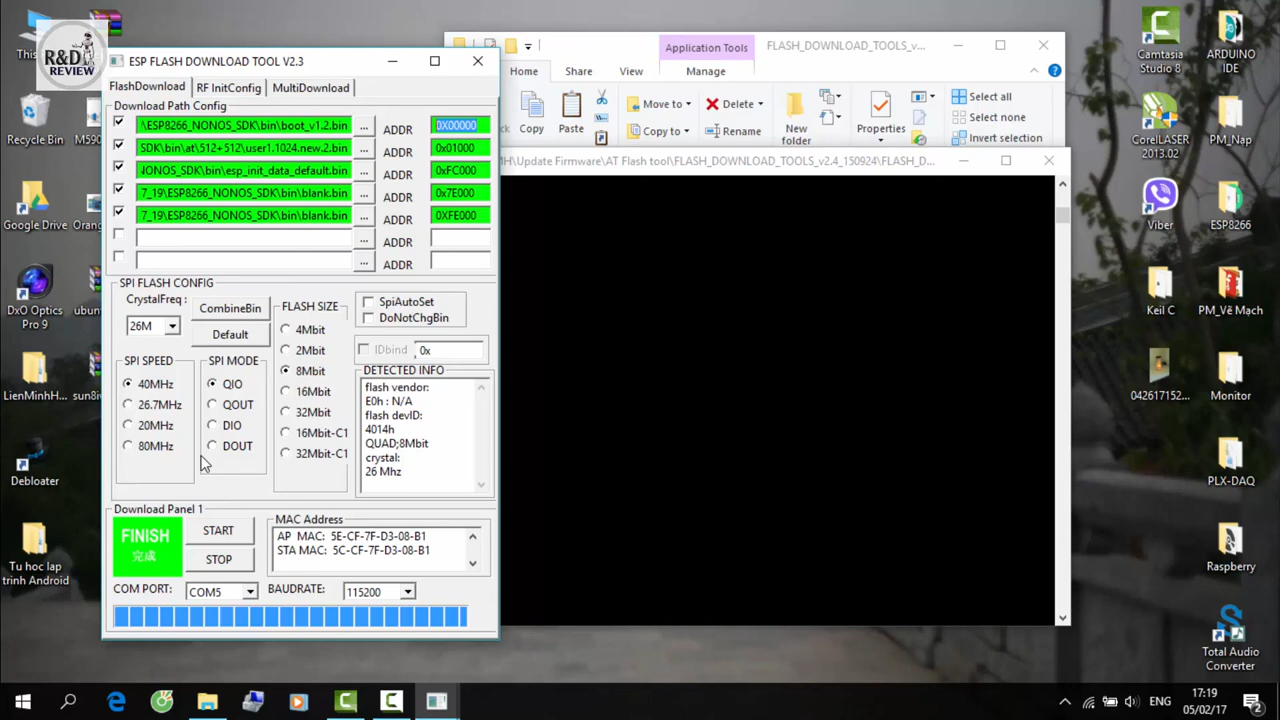 This
R&D
REVIEW
Recycle Bin
M590
Google Drive
Oran
DxO Optics
Pro 9
ubun
LienMinhH...
sun8i
Debloater
Tu hoc lap
trinh Android
ESP FLASH DOWNLOAD TOOL V2.3
FlashDownload
RF InitConfig
MultiDownload
Download Path Config
\ESP8266_NONOS_SDK\bin\boot_v1.2.bin ... ADDR 0X00000
SDK\bin\at\512+512\user1.1024.new.2.bin ... ADDR 0x01000
\ONOS_SDK\bin\esp_init_data_default.bin ... ADDR 0xFC000
7_19\ESP8266_NONOS_SDK\bin\blank.bin ... ADDR 0x7E000
7_19\ESP8266_NONOS_SDK\bin\blank.bin ... ADDR 0XFE000
... ADDR
... ADDR
SPI FLASH CONFIG
CrystalFreq :
26M
CombineBin
Default
SPI SPEED
40MHz
26.7MHz
20MHz
80MHz
SPI MODE
QIO
QOUT
DIO
DOUT
FLASH SIZE
4Mbit
2Mbit
8Mbit
16Mbit
32Mbit
16Mbit-C1
32Mbit-C1
SpiAutoSet
DoNotChgBin
IDbind 0x
DETECTED INFO
flash vendor:
E0h : N/A
flash devID:
4014h
QUAD;8Mbit
crystal:
26 Mhz
Download Panel 1
FINISH
完成
START
STOP
MAC Address
AP MAC: 5E-CF-7F-D3-08-B1
STA MAC: 5C-CF-7F-D3-08-B1
COM PORT: COM5 BAUDRATE: 115200
Application Tools
FLASH_DOWNLOAD_TOOLS_v...
Home
Share
View
Manage
Copy
Paste
Move to
Copy to
Delete
Rename
New
folder
Properties
Select all
Select none
Invert selection
MH\Update Firmware\AT Flash tool\FLASH_DOWNLOAD_TOOLS_v2.4_150924\FLASH_D...
Camtasia
Studio 8
ARDUINO
IDE
CorelLASER
2013.02
PM_Nap
Viber
ESP8266
Keil C
PM_Vẽ Mạch
042617152...
Monitor
PLX-DAQ
Raspberry
Total Audio
Converter
ENG
17:19
05/02/17
2